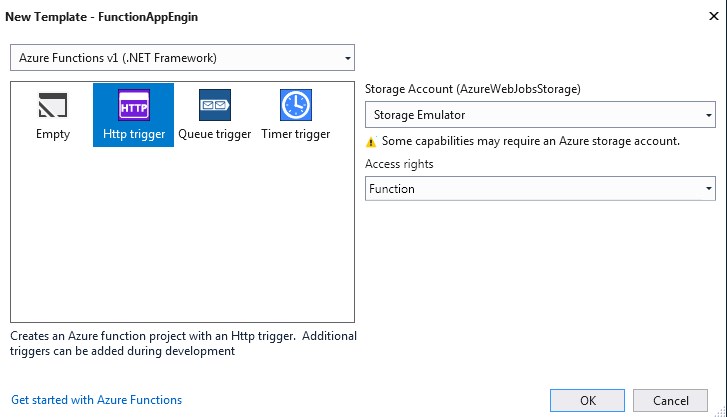 New Template - FunctionAppEngin
Azure Functions v1 (.NET Framework)
HTTP
Empty
Http trigger
Queue trigger
Timer trigger
Storage Account (AzureWebJobsStorage)
Storage Emulator
Some capabilities may require an Azure storage account.
Access rights
Function
Creates an Azure function project with an Http trigger.  Additional
triggers can be added during development
Get started with Azure Functions
OK
Cancel